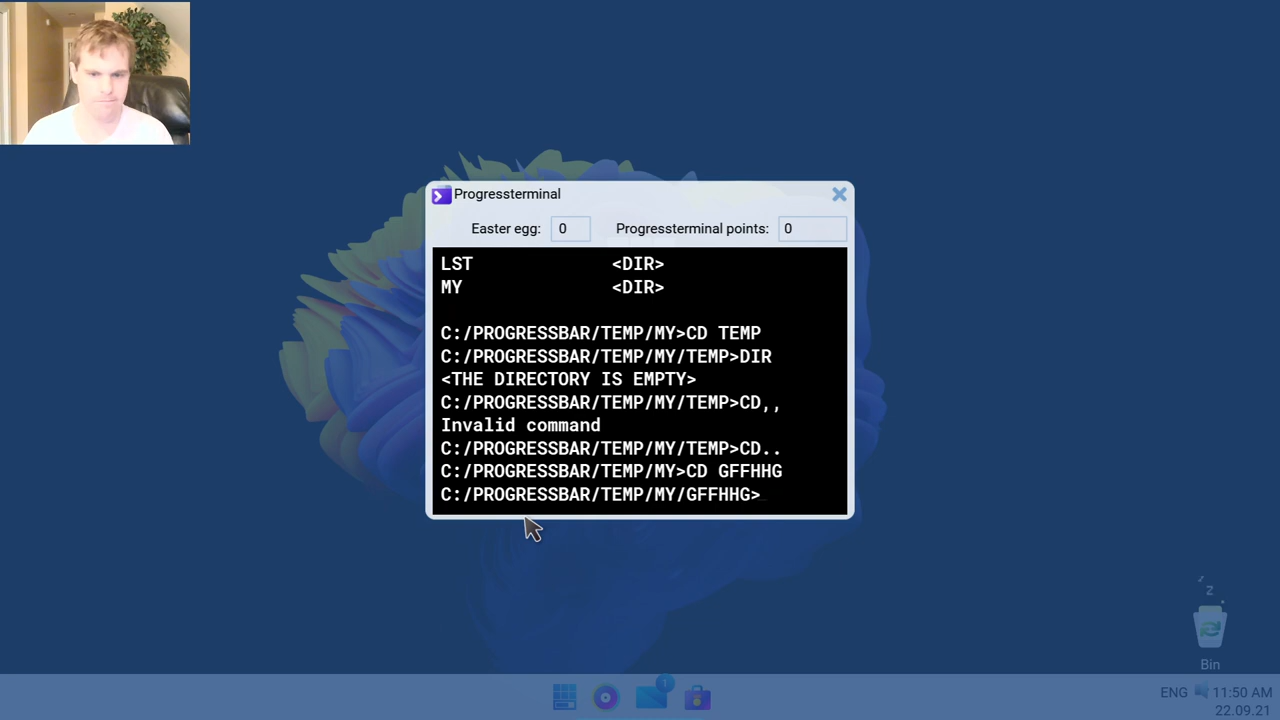 Progressterminal
Easter egg: 0 Progressterminal points: 0
LST <DIR>
MY <DIR>
C:/PROGRESSBAR/TEMP/MY>CD TEMP
C:/PROGRESSBAR/TEMP/MY/TEMP>DIR
<THE DIRECTORY IS EMPTY>
C:/PROGRESSBAR/TEMP/MY/TEMP>CD,,
Invalid command
C:/PROGRESSBAR/TEMP/MY/TEMP>CD..
C:/PROGRESSBAR/TEMP/MY>CD GFFHHG
C:/PROGRESSBAR/TEMP/MY/GFFHHG>_
z
Bin
1
ENG 11:50 AM
22.09.21